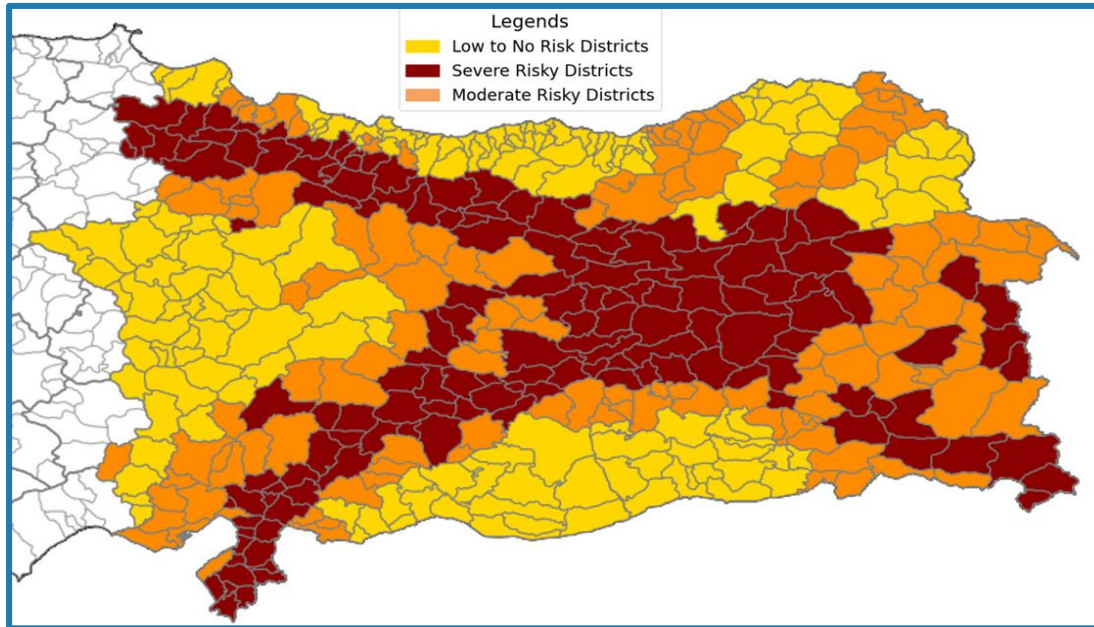 Legends
Low to No Risk Districts
Severe Risky Districts
Moderate Risky Districts